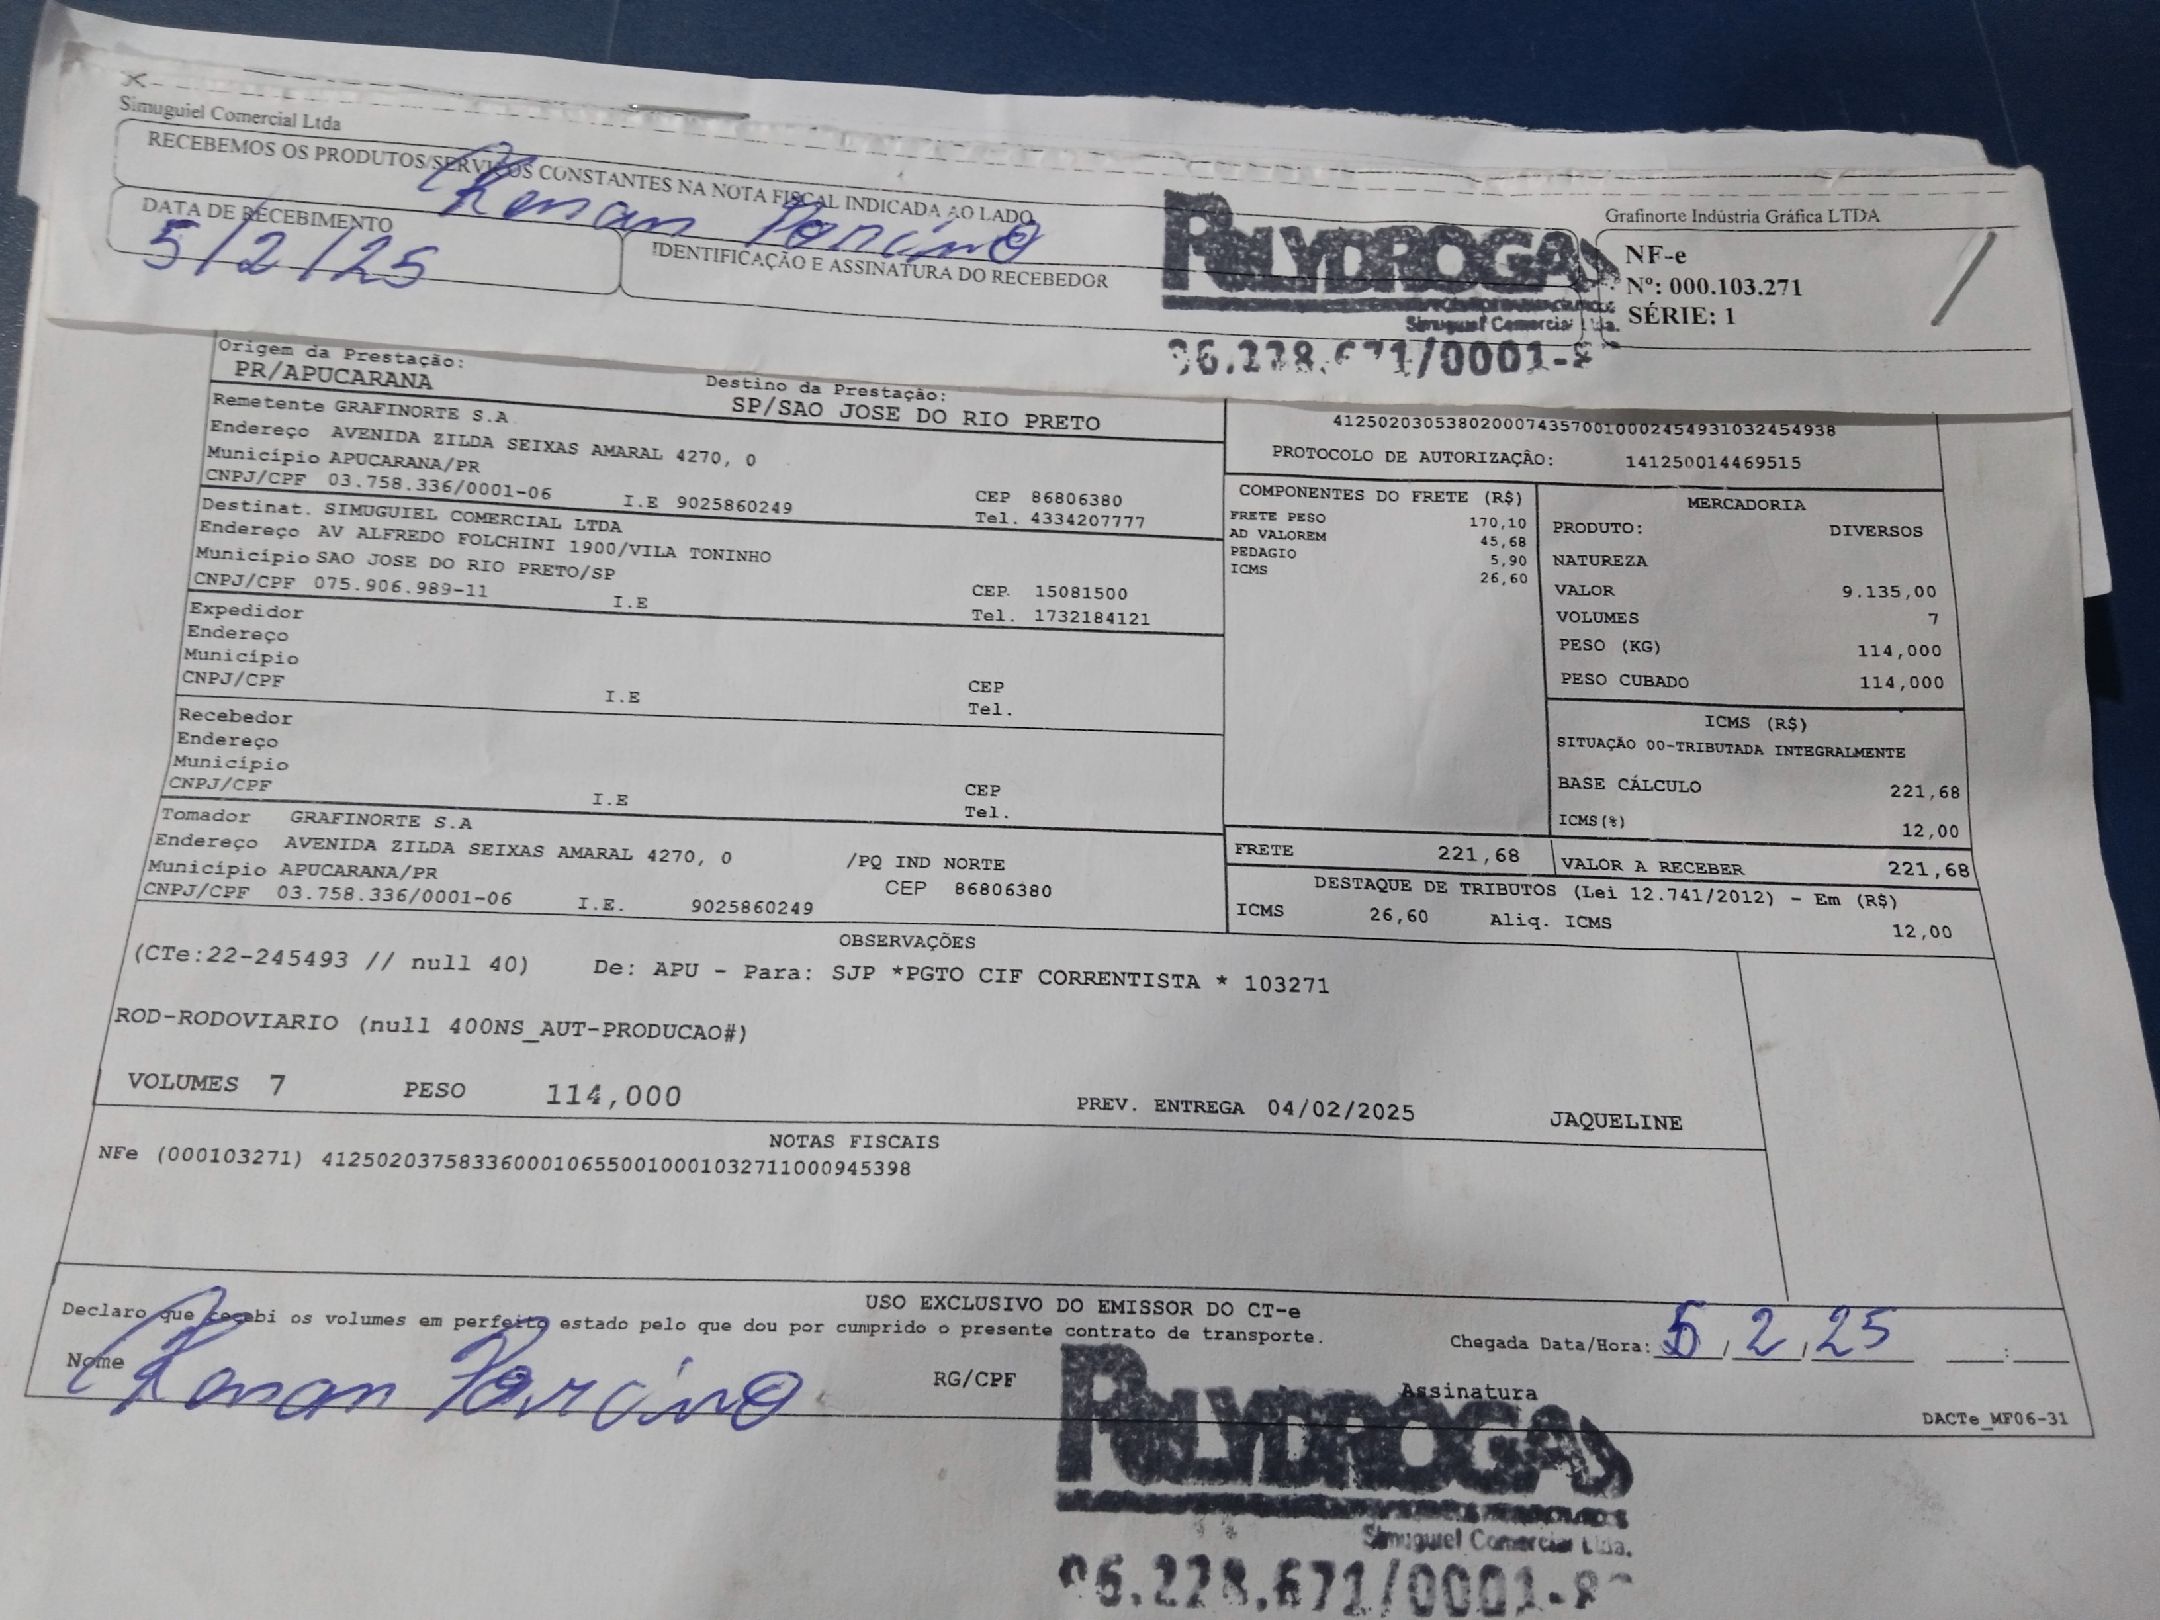 Simuguiel Comercial Ltda
RECEBEMOS OS PRODUTOS/SERVIÇOS CONSTANTES NA NOTA FISCAL INDICADA AO LADO
DATA DE RECEBIMENTO
5/2/25
Renan
IDENTIFICAÇÃO E ASSINATURA DO RECEBEDOR
POLYDROGAS
Simuguiel Comercial Ltda.
/0001-
Grafinorte Indústria Gráfica LTDA
NF-e
Nº: 000.103.271
SÉRIE: 1
Origem da Prestação:
PR/APUCARANA
Destino da Prestação:
SP/SAO JOSE DO RIO PRETO
Remetente GRAFINORTE S.A
Endereço AVENIDA ZILDA SEIXAS AMARAL 4270, 0
Município APUCARANA/PR
CNPJ/CPF 03.758.336/0001-06 I.E 9025860249
CEP 86806380
Tel. 4334207777
Destinat. SIMUGUIEL COMERCIAL LTDA
Endereço AV ALFREDO FOLCHINI 1900/VILA TONINHO
Município SAO JOSE DO RIO PRETO/SP
CNPJ/CPF 075.906.989-11 I.E
CEP. 15081500
Tel. 1732184121
Expedidor
Endereço
Município
CNPJ/CPF I.E
CEP
Tel.
Recebedor
Endereço
Município
CNPJ/CPF I.E
CEP
Tel.
Tomador GRAFINORTE S.A
Endereço AVENIDA ZILDA SEIXAS AMARAL 4270, 0 /PQ IND NORTE
Município APUCARANA/PR CEP 86806380
CNPJ/CPF 03.758.336/0001-06 I.E. 9025860249
41250203053802000743570010002454931032454938
PROTOCOLO DE AUTORIZAÇÃO: 141250014469515
COMPONENTES DO FRETE (R$)
FRETE PESO 170,10
AD VALOREM 45,68
PEDAGIO 5,90
ICMS 26,60
MERCADORIA
PRODUTO: DIVERSOS
NATUREZA
VALOR 9.135,00
VOLUMES 7
PESO (KG) 114,000
PESO CUBADO 114,000
ICMS (R$)
SITUAÇÃO 00-TRIBUTADA INTEGRALMENTE
BASE CÁLCULO 221,68
ICMS(%) 12,00
FRETE 221,68
VALOR A RECEBER 221,68
DESTAQUE DE TRIBUTOS (Lei 12.741/2012) - Em (R$)
ICMS 26,60 Aliq. ICMS 12,00
OBSERVAÇÕES
(CTe:22-245493 // null 40) De: APU - Para: SJP *PGTO CIF CORRENTISTA * 103271
ROD-RODOVIARIO (null 400NS_AUT-PRODUCAO#)
VOLUMES 7 PESO 114,000
PREV. ENTREGA 04/02/2025 JAQUELINE
NOTAS FISCAIS
NFe (000103271) 41250203758336000106550010001032711000945398
USO EXCLUSIVO DO EMISSOR DO CT-e
Declaro que recebi os volumes em perfeito estado pelo que dou por cumprido o presente contrato de transporte.
Chegada Data/Hora: 5/2/25 :
Nome Renan
RG/CPF
Assinatura
DACTe_MF06-31
POLYDROGAS
Simuguiel Comercial Ltda.
6.228.671/0001-